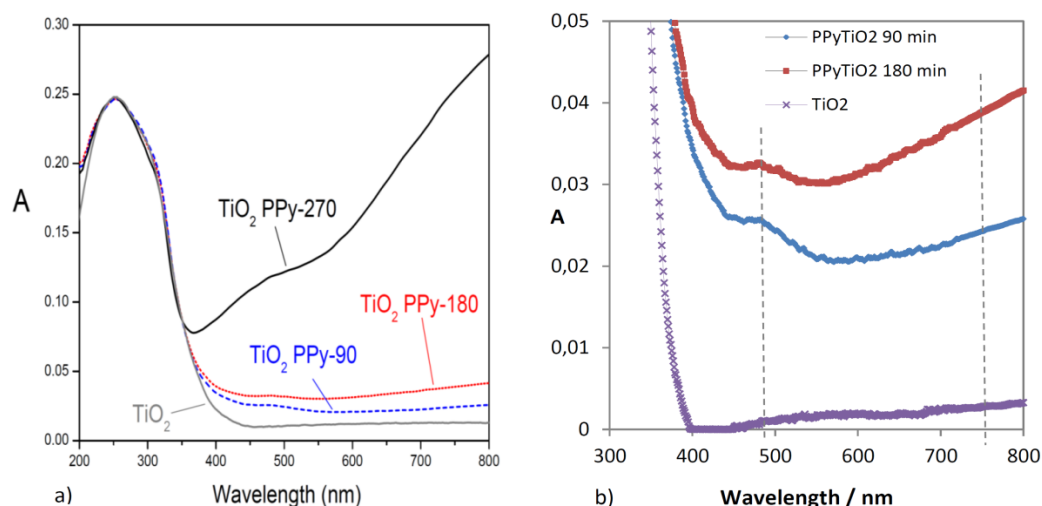 0.30
0.25
0.20
0.15
0.10
0.05
0.00
A
TiO2 PPy-270
TiO2 PPy-180
TiO2 PPy-90
TiO2
200 300 400 500 600 700 800
a) Wavelength (nm)
0,05
0,04
0,03
A
0,02
0,01
0
PPyTiO2 90 min
PPyTiO2 180 min
TiO2
300 400 500 600 700 800
b) Wavelength / nm